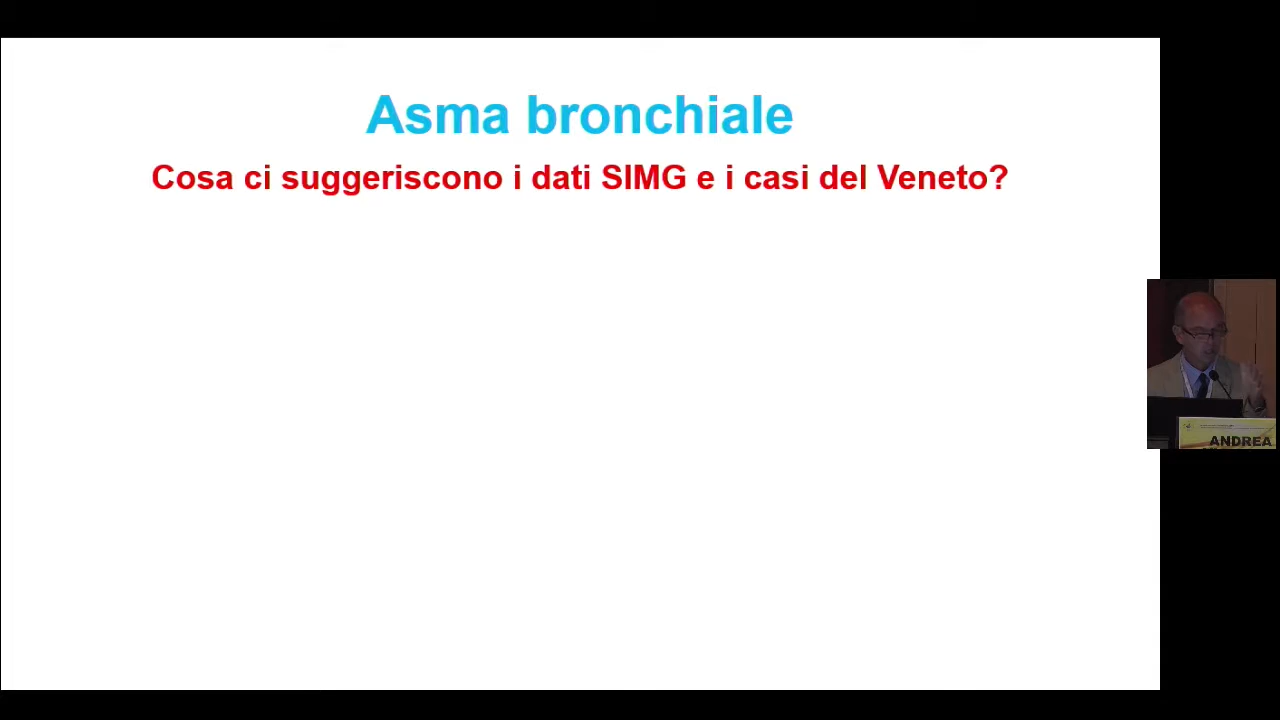 Asma bronchiale
Cosa ci suggeriscono i dati SIMG e i casi del Veneto?
ANDREA